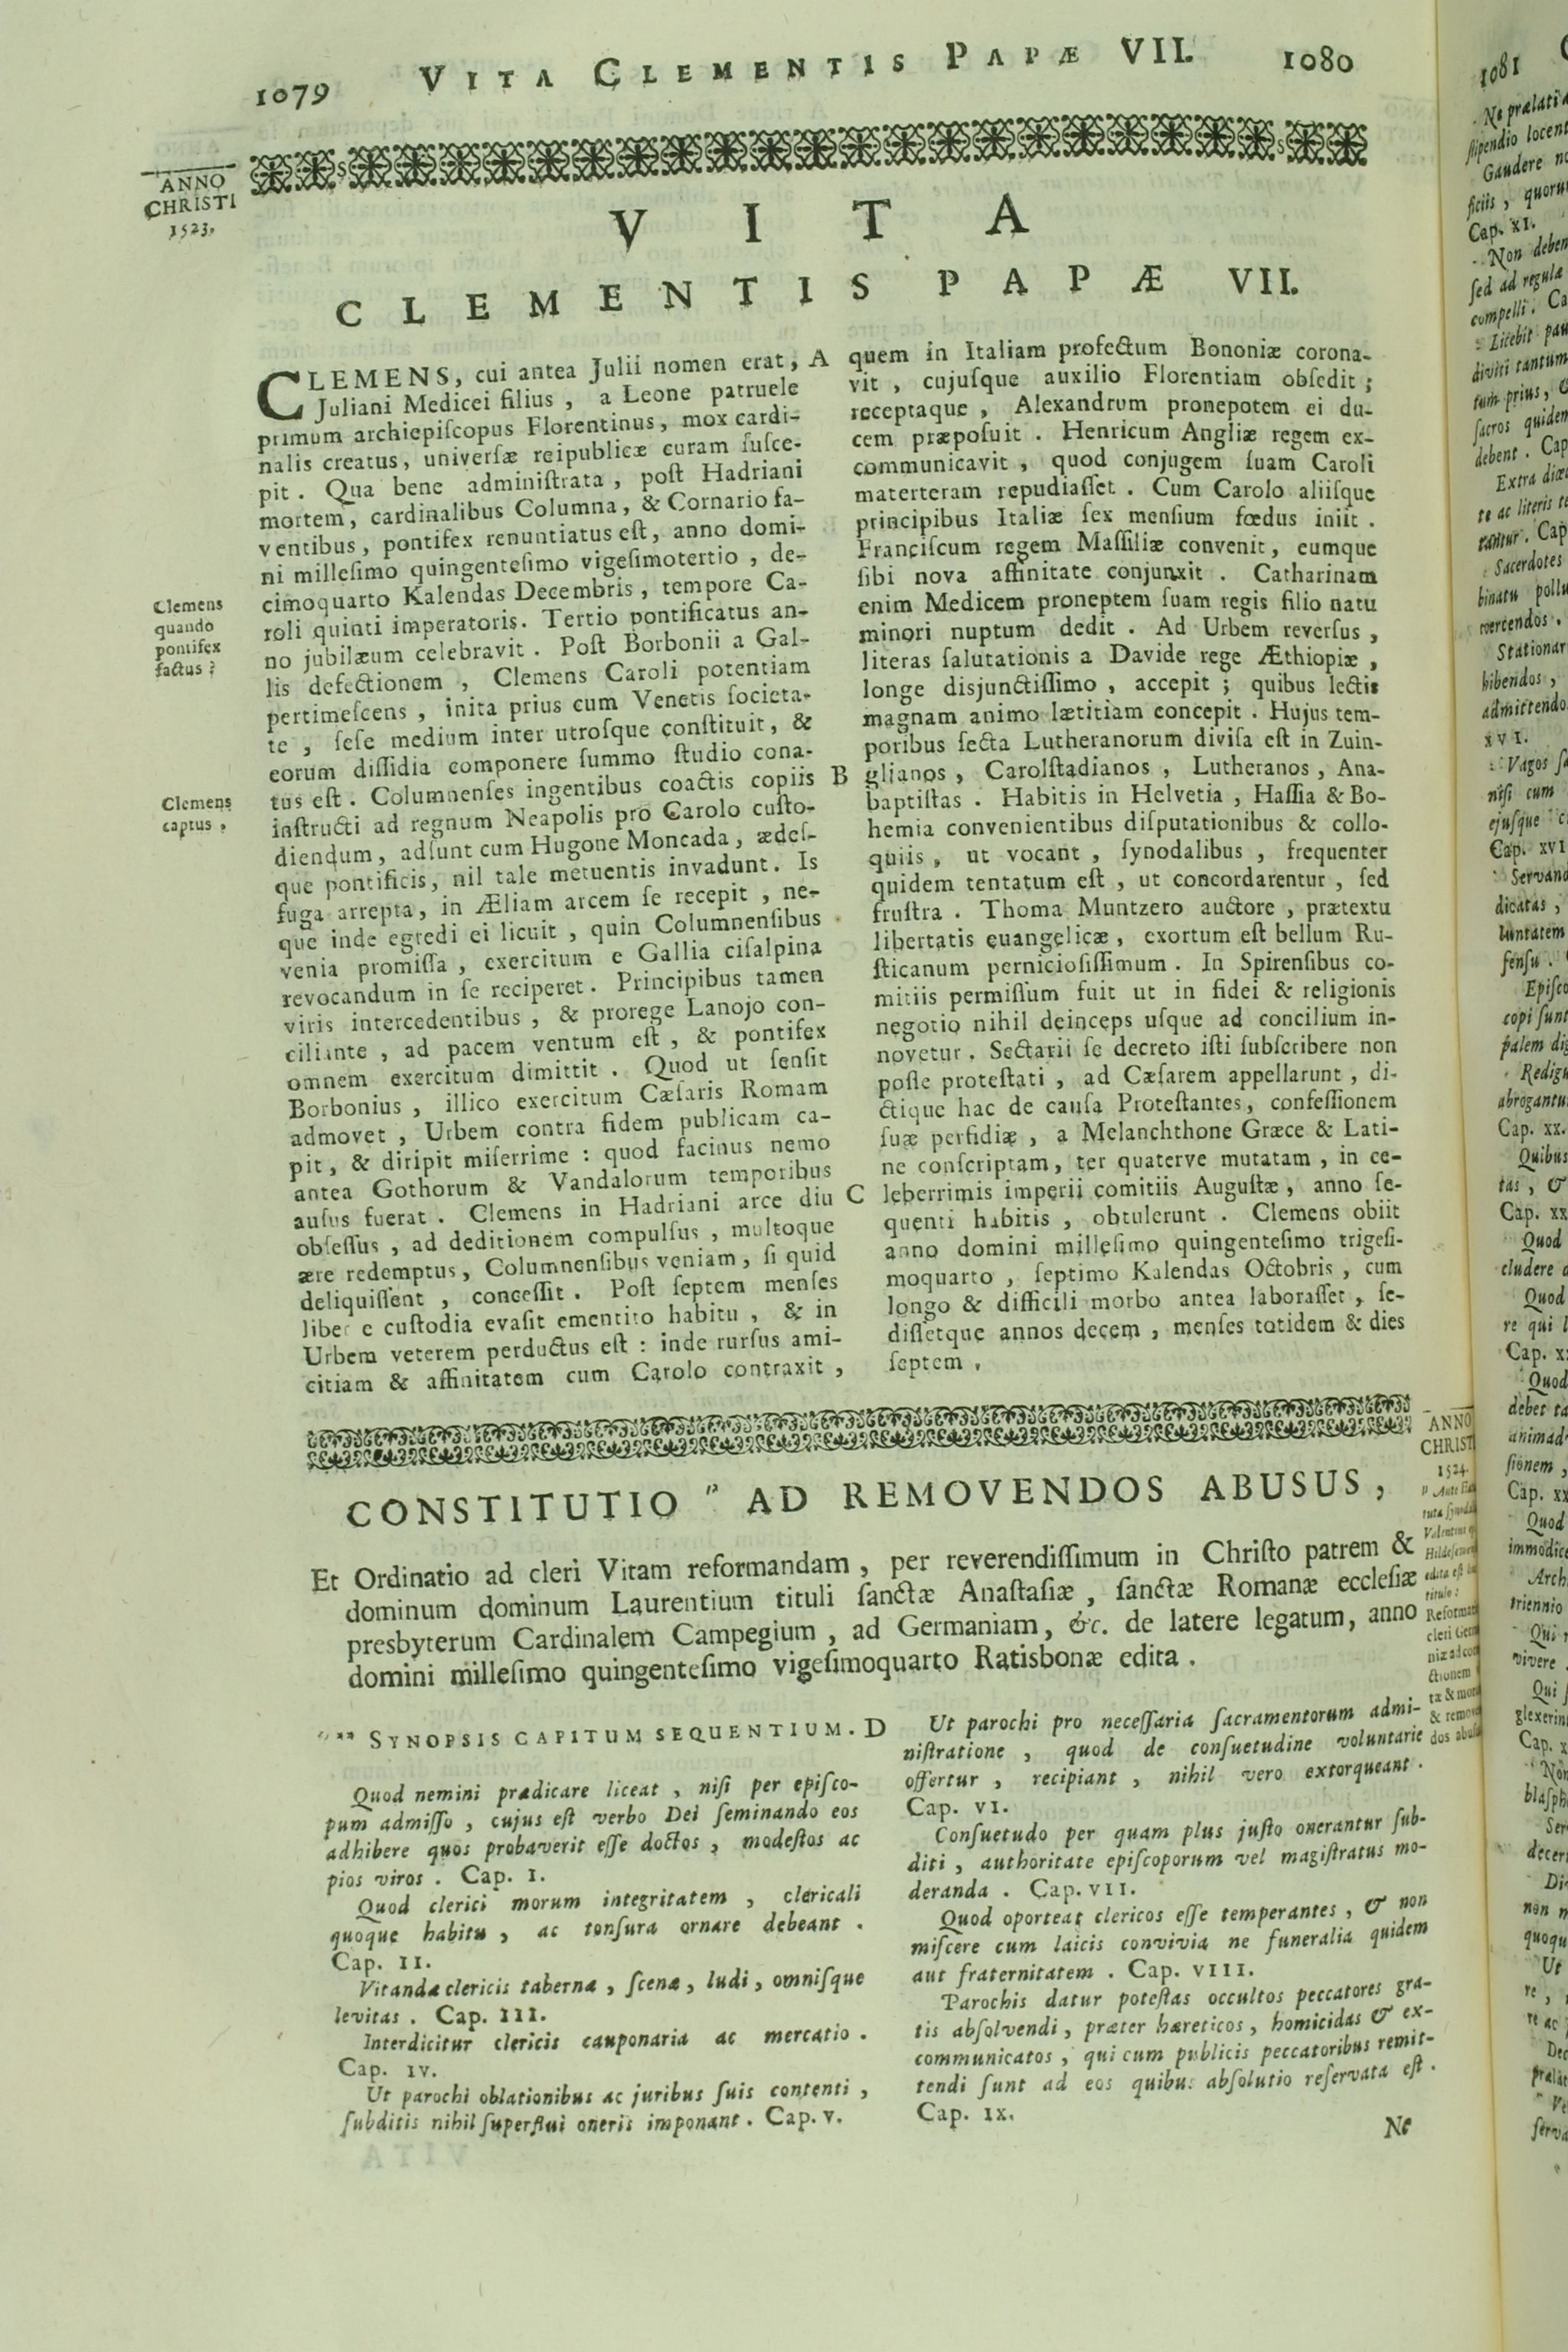 1079 VITA CLEMENTIS PAPÆ VII. 1080
ANNO
CHRISTI
1523.
VITA
CLEMENTIS PAPÆ VII.
CLEMENS, cui antea Julii nomen erat, A
Juliani Medicei filius, a Leone patruele
primum archiepiſcopus Florentinus, mox cardi-
nalis creatus, univerſæ reipublicæ curam ſuſce-
pit. Qua bene adminiſtrata, poſt Hadriani
mortem, cardinalibus Columna, & Cornario fa-
ventibus, pontifex renuntiatus eſt, anno domi-
ni milleſimo quingenteſimo vigeſimotertio, de-
cimoquarto Kalendas Decembris, tempore Ca-
roli quinti imperatoris. Tertio pontificatus an-
no jubilæum celebravit. Poſt Borbonii a Gal-
lis defectionem, Clemens Caroli potentiam
pertimeſcens, inita prius cum Venetis ſocieta-
te, ſeſe medium inter utroſque conſtituit, &
eorum diſſidia componere ſummo ſtudio cona-
tus eſt. Columnenſes ingentibus coactis copiis B
inſtructi ad regnum Neapolis pro Carolo cuſto-
diendum, adſunt cum Hugone Moncada, ædeſ-
que pontificis, nil tale metuentis invadunt. Is
fuga arrepta, in Æliam arcem ſe recepit, ne-
que inde egredi ei licuit, quin Columnenſibus
venia promiſſa, exercitum e Gallia ciſalpina
revocandum in ſe reciperet. Principibus tamen
viris intercedentibus, & prorege Lanojo con-
ciliante, ad pacem ventum eſt, & pontifex
omnem exercitum dimittit. Quod ut ſenſit
Borbonius, illico exercitum Cæſaris Romam
admovet, Urbem contra fidem publicam ca-
pit, & diripit miſerrime: quod facinus nemo
antea Gothorum & Vandalorum temporibus
auſus fuerat. Clemens in Hadriani arce diu C
obſeſſus, ad deditionem compulſus, multoque
ære redemptus, Columnenſibus veniam, ſi quid
deliquiſſent, conceſſit. Poſt ſeptem menſes
liber e cuſtodia evaſit ementito habitu, & in
Urbem veterem perductus eſt: inde rurſus ami-
citiam & affinitatem cum Carolo contraxit,
Clemens
quando
pontifex
factus?
Clemens
captus.
quem in Italiam profectum Bononiæ corona-
vit, cujuſque auxilio Florentiam obſedit;
receptaque, Alexandrum pronepotem ei du-
cem præpoſuit. Henricum Angliæ regem ex-
communicavit, quod conjugem ſuam Caroli
materteram repudiaſſet. Cum Carolo aliiſque
principibus Italiæ ſex menſium fœdus iniit.
Franciſcum regem Maſſiliæ convenit, eumque
ſibi nova affinitate conjunxit. Catharinam
enim Medicem proneptem ſuam regis filio natu
minori nuptum dedit. Ad Urbem reverſus,
literas ſalutationis a Davide rege Æthiopiæ,
longe disjunctiſſimo, accepit; quibus lectis
magnam animo lætitiam concepit. Hujus tem-
poribus ſecta Lutheranorum diviſa eſt in Zuin-
glianos, Carolſtadianos, Lutheranos, Ana-
baptiſtas. Habitis in Helvetia, Haſſia & Bo-
hemia convenientibus diſputationibus & collo-
quiis, ut vocant, ſynodalibus, frequenter
quidem tentatum eſt, ut concordarentur, ſed
fruſtra. Thoma Muntzero auctore, prætextu
libertatis euangelicæ, exortum eſt bellum Ru-
ſticanum pernicioſiſſimum. In Spirenſibus co-
mitiis permiſſum fuit ut in fidei & religionis
negotio nihil deinceps uſque ad concilium in-
novetur. Sectarii ſe decreto iſti ſubſcribere non
poſſe proteſtati, ad Cæſarem appellarunt, di-
ctique hac de cauſa Proteſtantes, confeſſionem
ſuæ perfidiæ, a Melanchthone Græce & Lati-
ne conſcriptam, ter quaterve mutatam, in ce-
leberrimis imperii comitiis Auguſtæ, anno ſe-
quenti habitis, obtulerunt. Clemens obiit
anno domini milleſimo quingenteſimo trigeſi-
moquarto, ſeptimo Kalendas Octobris, cum
longo & difficili morbo antea laboraſſet, ſe-
diſſetque annos decem, menſes totidem & dies
ſeptem.
CONSTITUTIO " AD REMOVENDOS ABUSUS,
Et Ordinatio ad cleri Vitam reformandam, per reverendiſſimum in Chriſto patrem &
dominum dominum Laurentium tituli ſanctæ Anaſtaſiæ, ſanctæ Romanæ eccleſiæ
presbyterum Cardinalem Campegium, ad Germaniam, &c. de latere legatum, anno
domini milleſimo quingenteſimo vigeſimoquarto Ratisbonæ edita.
ANNO
CHRIST
1524.
SYNOPSIS CAPITUM SEQUENTIUM. D
Quod nemini prædicare liceat, niſi per epiſco-
pum admiſſo, cujus eſt verbo Dei ſeminando eos
adhibere quos probaverit eſſe doctos, modeſtos ac
pios viros. Cap. I.
Quod clerici morum integritatem, clericali
quoque habitu, ac tonſura ornare debeant.
Cap. II.
Vitandæ clericis tabernæ, ſcenæ, ludi, omniſque
levitas. Cap. III.
Interdicitur clericis cauponaria ac mercatio.
Cap. IV.
Ut parochi oblationibus ac juribus ſuis contenti,
ſubditis nihil ſuperflui oneris imponant. Cap. V.
Ut parochi pro neceſſaria ſacramentorum admi-
niſtratione, quod de conſuetudine voluntarie
offertur, recipiant, nihil vero extorqueant.
Cap. VI.
Conſuetudo per quam plus juſto onerantur ſub-
diti, authoritate epiſcoporum vel magiſtratus mo-
deranda. Cap. VII.
Quod oporteat clericos eſſe temperantes, & non
miſcere cum laicis convivia ne funeralia quidem
aut fraternitatem. Cap. VIII.
Parochis datur poteſtas occultos peccatores gra-
tis abſolvendi, præter hæreticos, homicidas & ex-
communicatos, qui cum publicis peccatoribus remit-
tendi ſunt ad eos quibus abſolutio reſervata eſt.
Cap. IX.
Ne
1081